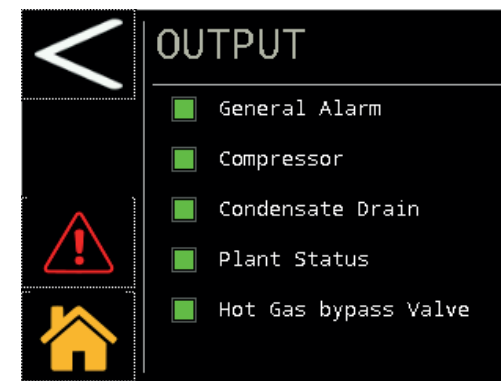 OUTPUT
General Alarm
Compressor
Condensate Drain
Plant Status
Hot Gas bypass Valve